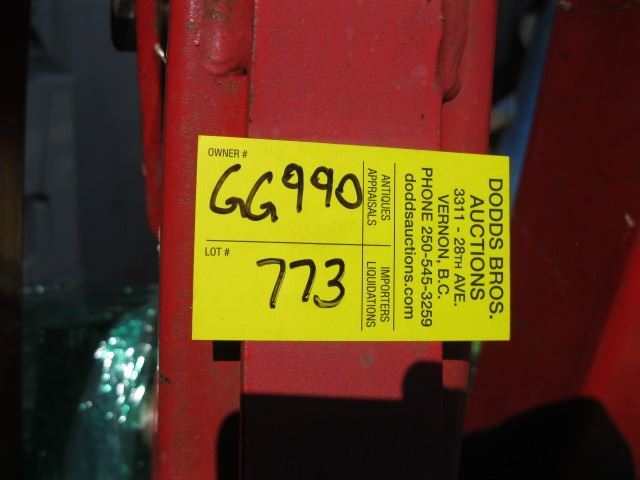 OWNER #
GG990
LOT #
773
ANTIQUES
APPRAISALS
IMPORTERS
LIQUIDATIONS
DODDS BROS.
AUCTIONS
3311 - 28TH AVE.
VERNON, B.C.
PHONE 250-545-3259
doddsauctions.com